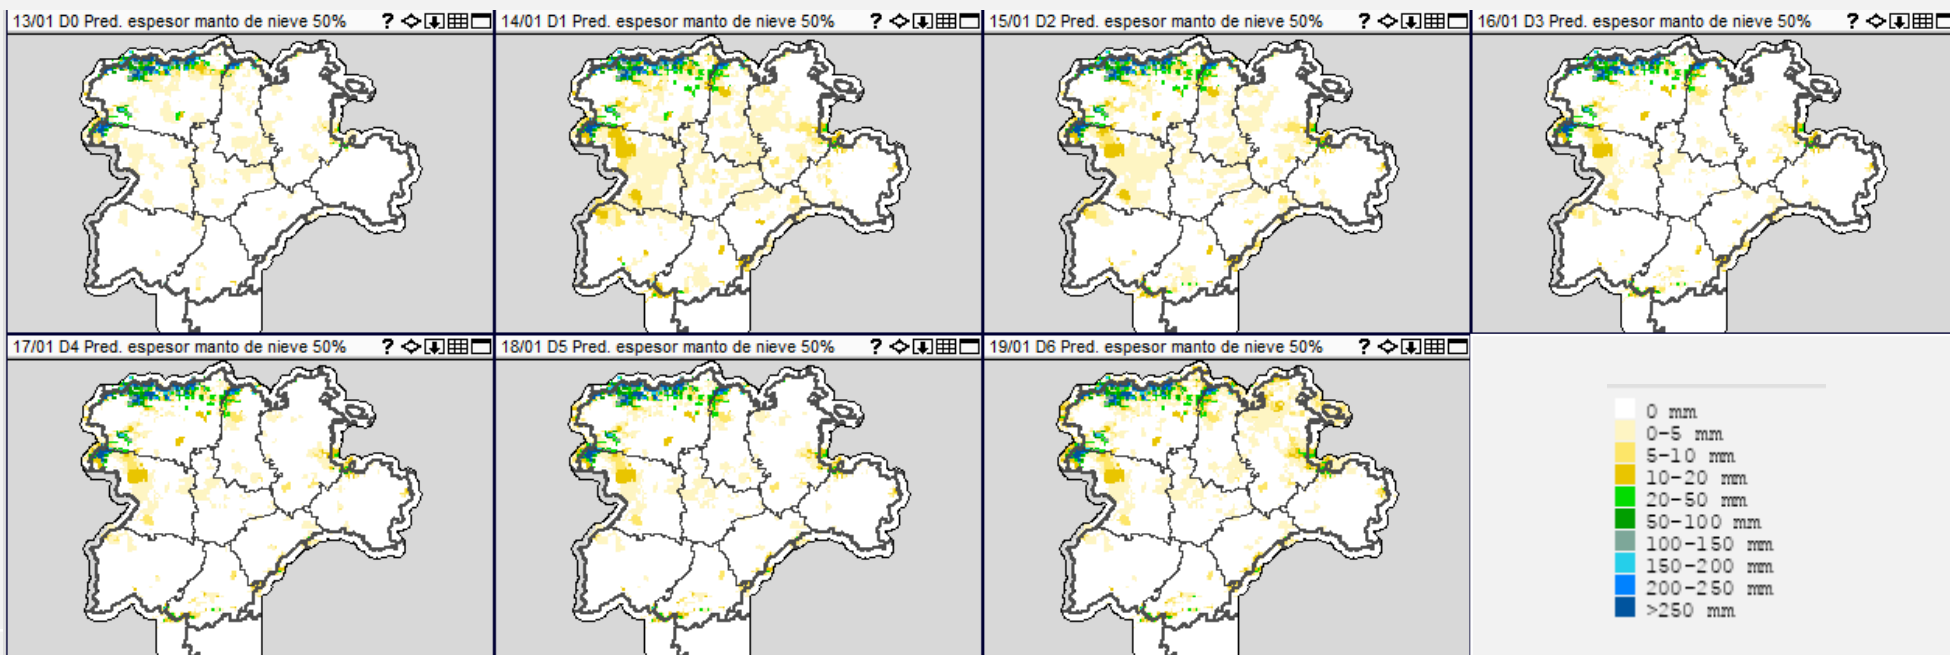 13/01 D0 Pred. espesor manto de nieve 50% ?
14/01 D1 Pred. espesor manto de nieve 50% ?
15/01 D2 Pred. espesor manto de nieve 50% ?
16/01 D3 Pred. espesor manto de nieve 50% ?
17/01 D4 Pred. espesor manto de nieve 50% ?
18/01 D5 Pred. espesor manto de nieve 50% ?
19/01 D6 Pred. espesor manto de nieve 50% ?
0 mm
0-5 mm
5-10 mm
10-20 mm
20-50 mm
50-100 mm
100-150 mm
150-200 mm
200-250 mm
>250 mm